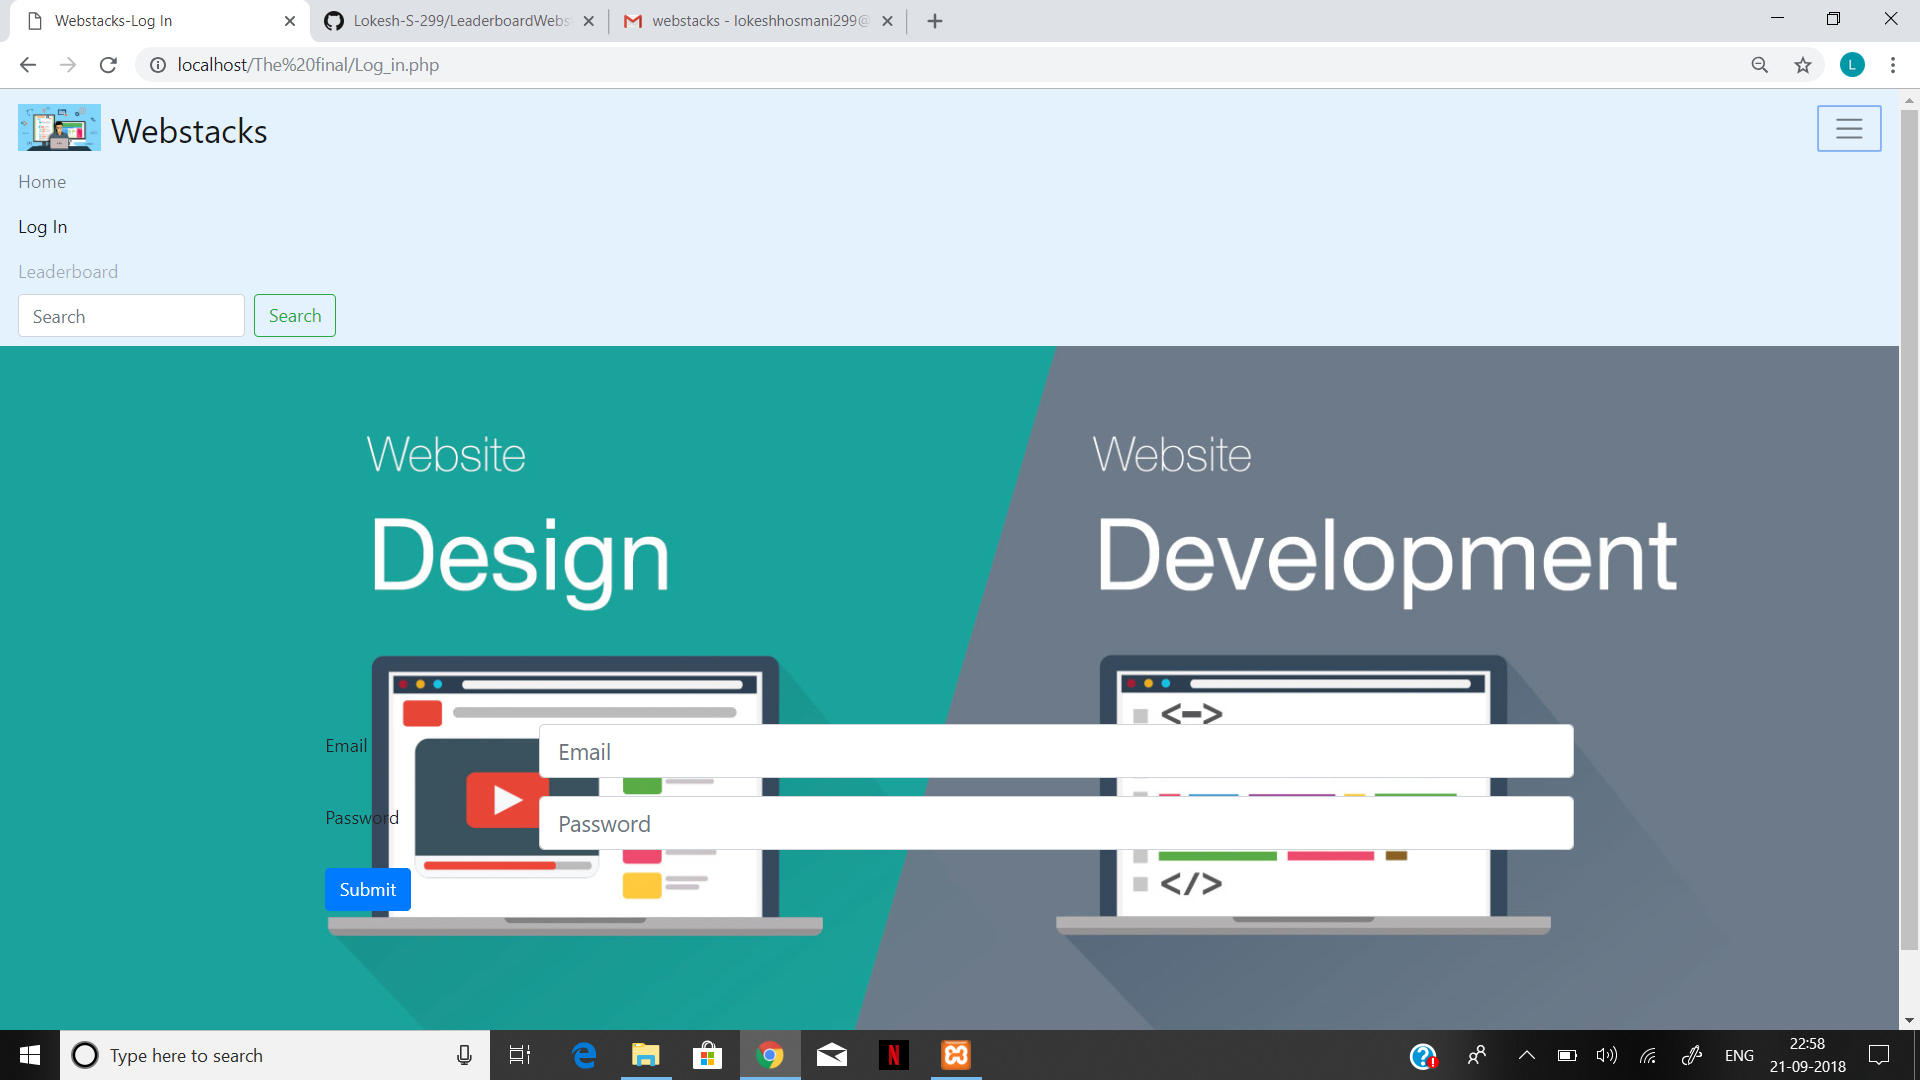 Webstacks-Log In
Lokesh-S-299/LeaderboardWebs
webstacks - lokeshhosmani299@
localhost/The%20final/Log_in.php
L
Webstacks
Home
Log In
Leaderboard
Search Search
Website Website
Design Development
<-->
Email Email
Password Password
Submit
</>
Type here to search
ENG
22:58
21-09-2018